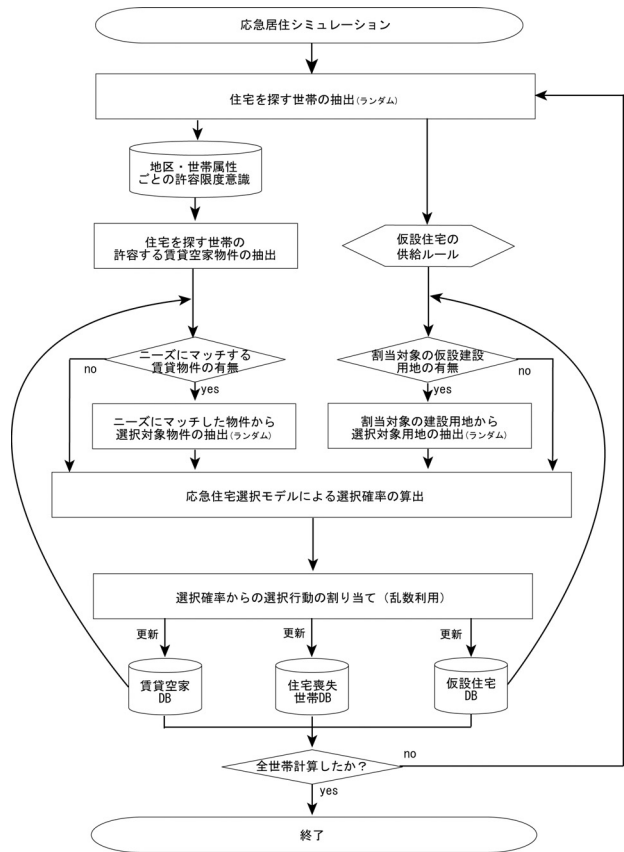 応急居住シミュレーション
住宅を探す世帯の抽出(ランダム)
地区・世帯属性
ごとの許容限度意識
住宅を探す世帯の
許容する賃貸空家物件の抽出
仮設住宅の
供給ルール
ニーズにマッチする
賃貸物件の有無
no
yes
割当対象の仮設建設
用地の有無
yes
no
ニーズにマッチした物件から
選択対象物件の抽出(ランダム)
割当対象の建設用地から
選択対象用地の抽出(ランダム)
応急住宅選択モデルによる選択確率の算出
選択確率からの選択行動の割り当て（乱数利用）
更新
更新
更新
賃貸空家
DB
住宅喪失
世帯DB
仮設住宅
DB
全世帯計算したか？
no
yes
終了